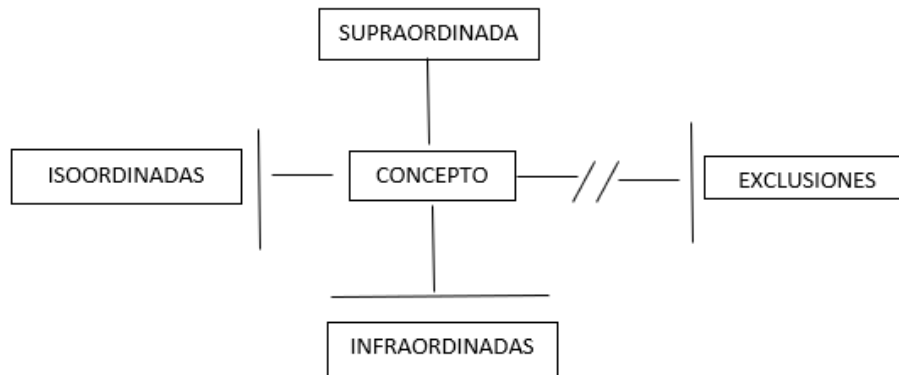 SUPRAORDINADA
ISOORDINADAS
CONCEPTO
EXCLUSIONES
INFRAORDINADAS